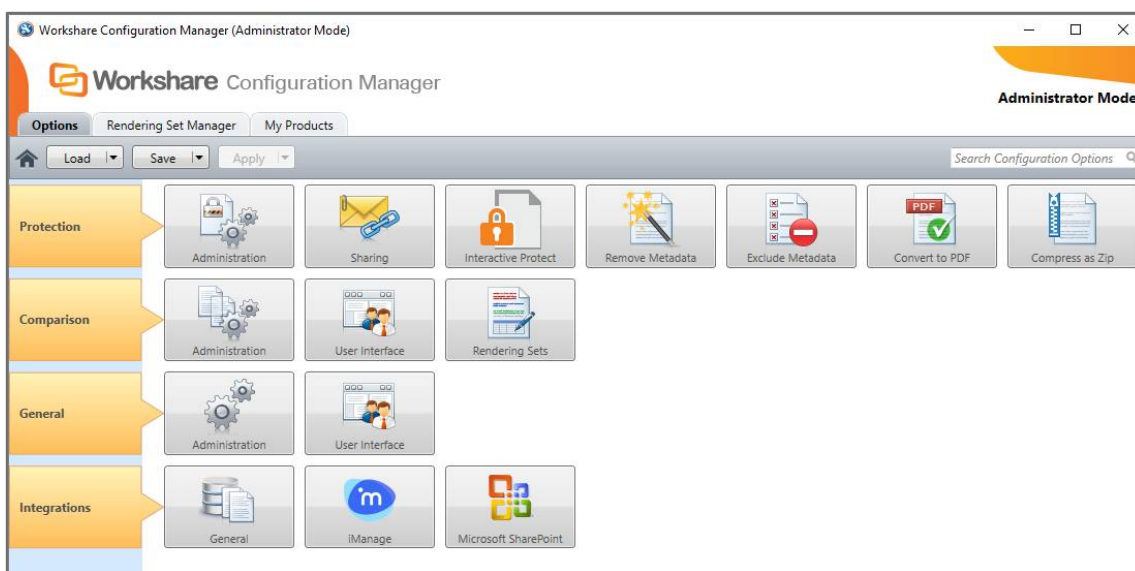 Workshare Configuration Manager (Administrator Mode)
Workshare Configuration Manager
Administrator Mode
Options Rendering Set Manager My Products
Load Save Apply Search Configuration Options
Protection
Administration Sharing Interactive Protect Remove Metadata Exclude Metadata Convert to PDF Compress as Zip
PDF
Comparison
Administration User Interface Rendering Sets
General
Administration User Interface
Integrations
General iManage Microsoft SharePoint
m